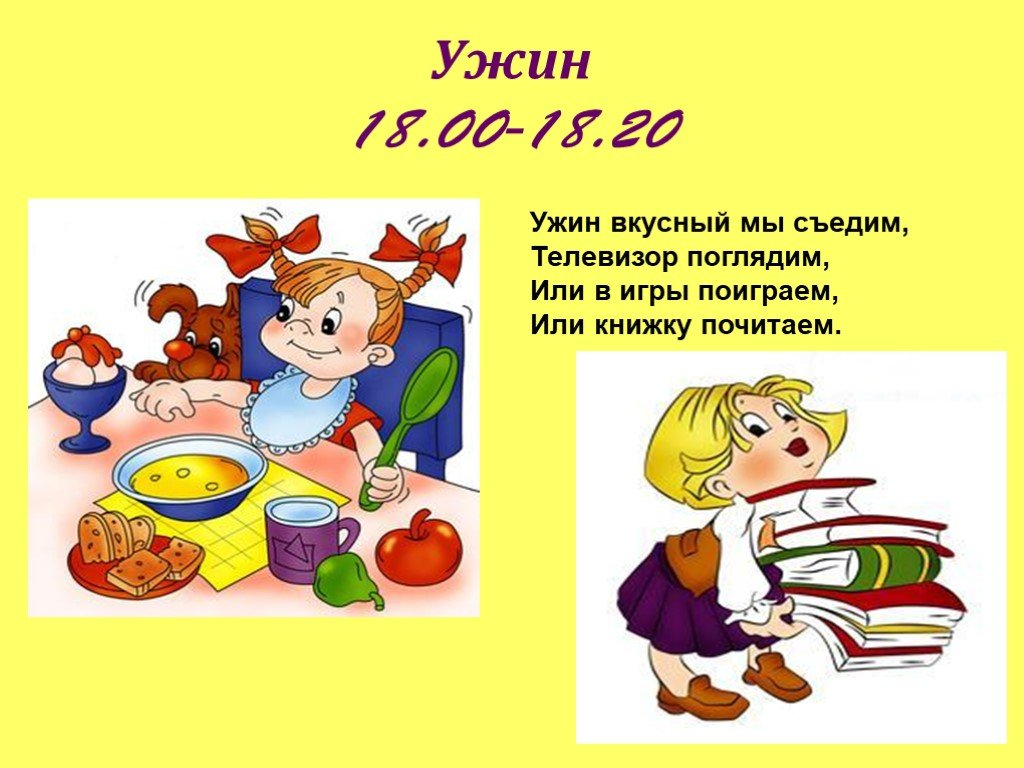 Ужин
18.00-18.20
Ужин вкусный мы съедим,
Телевизор поглядим,
Или в игры поиграем,
Или книжку почитаем.